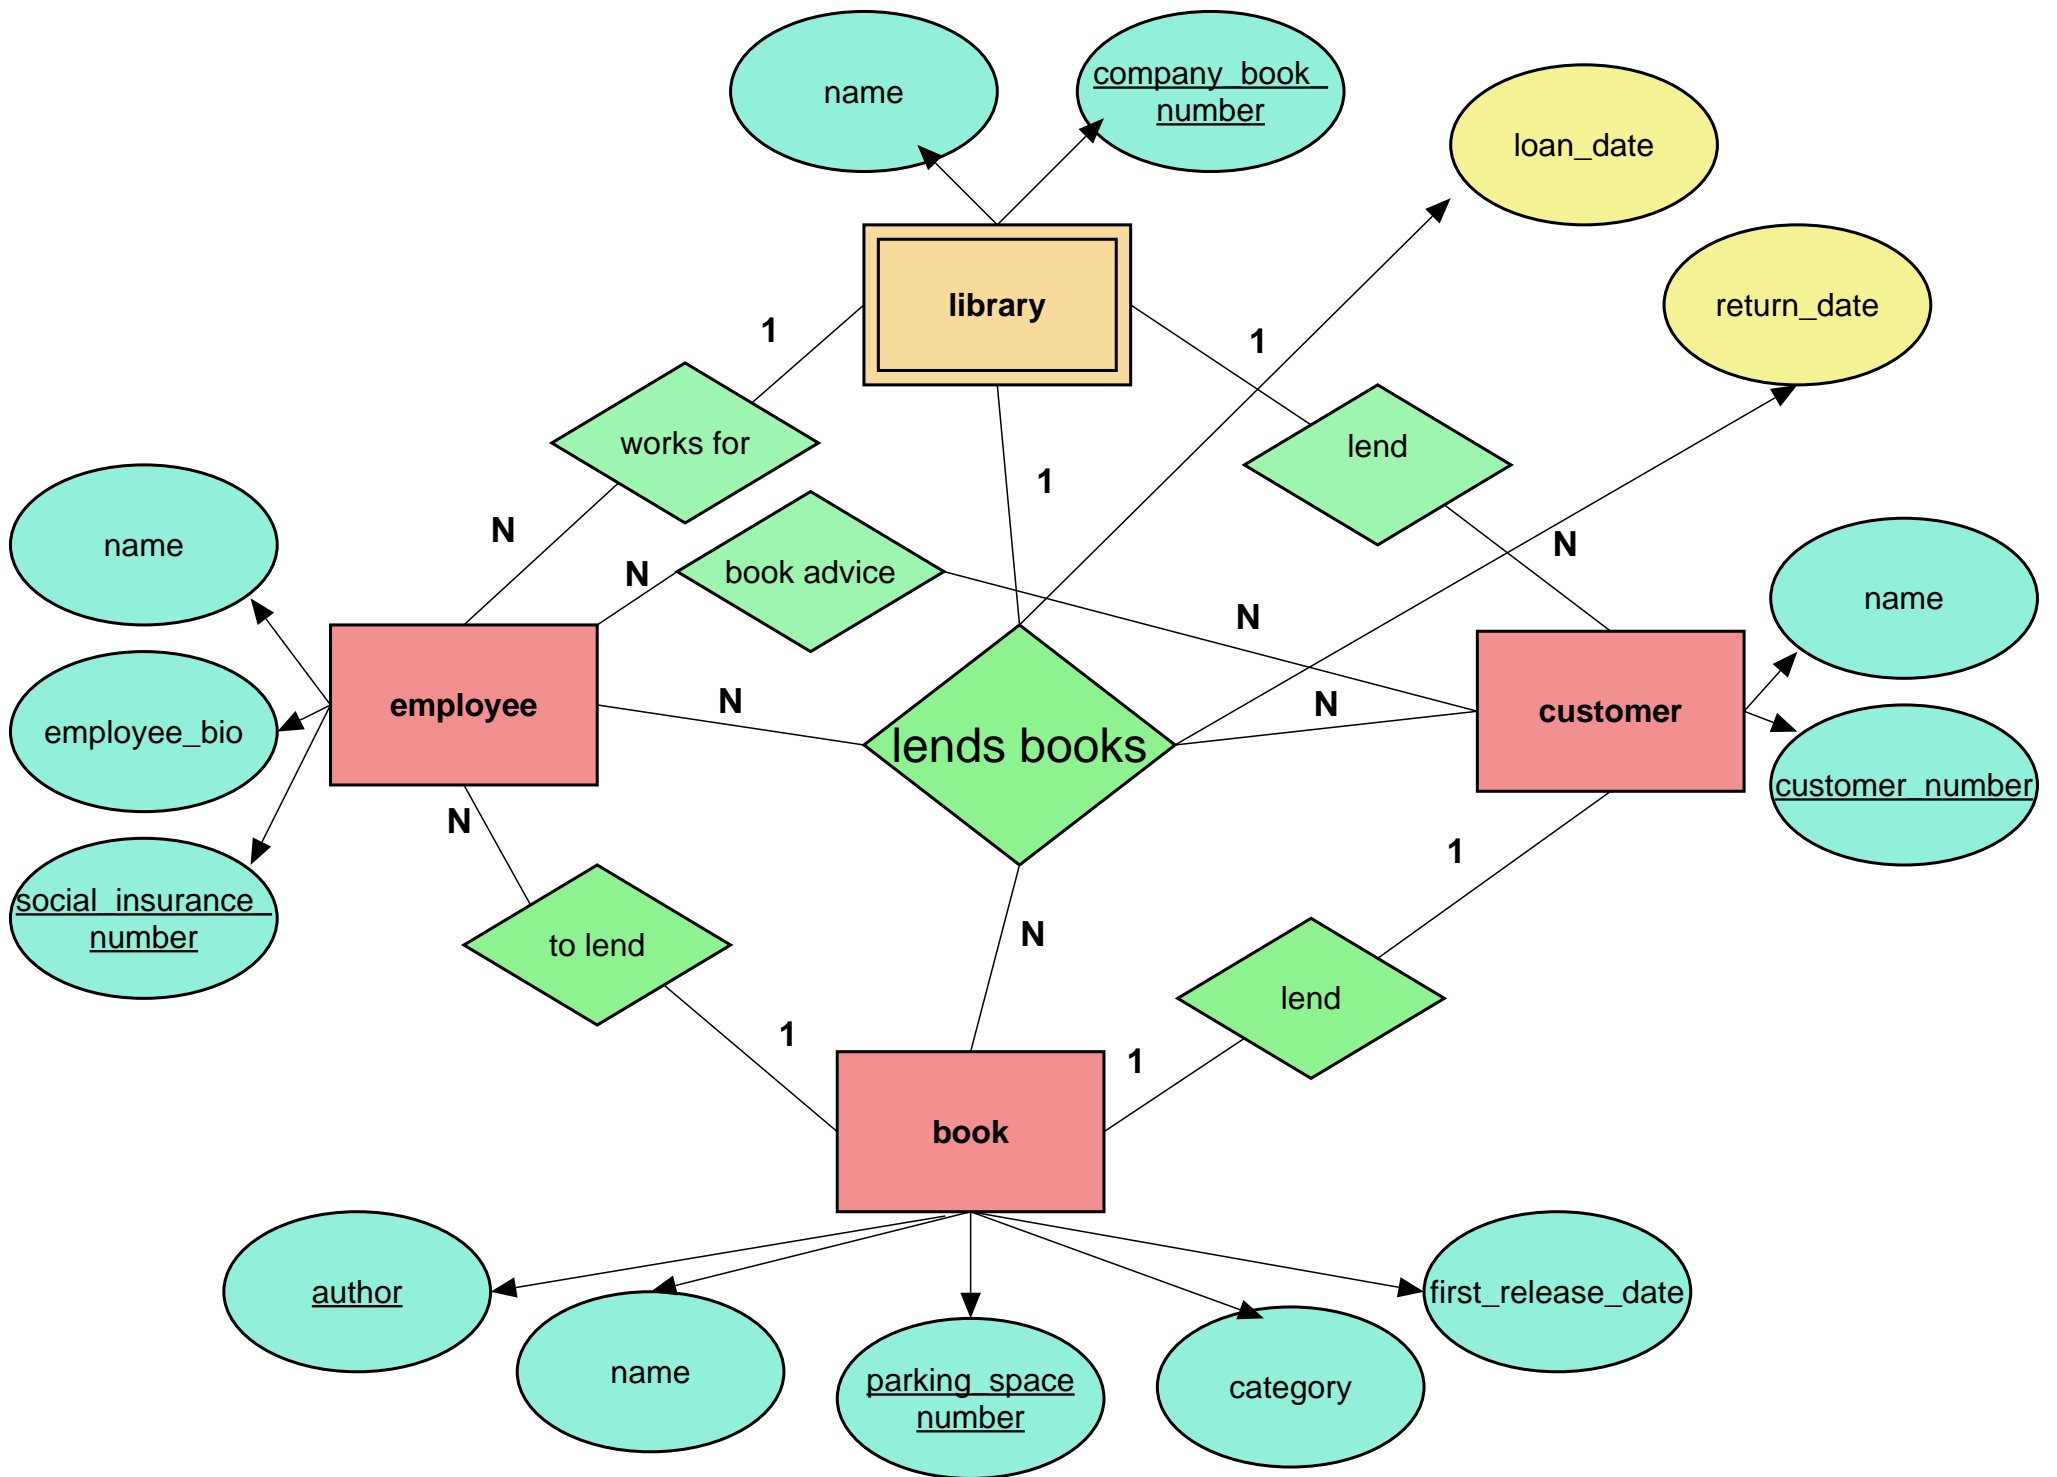 name
company_book_
number
loan_date
return_date
library
1
1
works for
lend
1
N
N
name
book advice
N
name
N
employee
N
N
customer
employee_bio
lends books
customer_number
N
1
social_insurance_
number
to lend
N
lend
1
1
book
author
first_release_date
name
parking_space
number
category